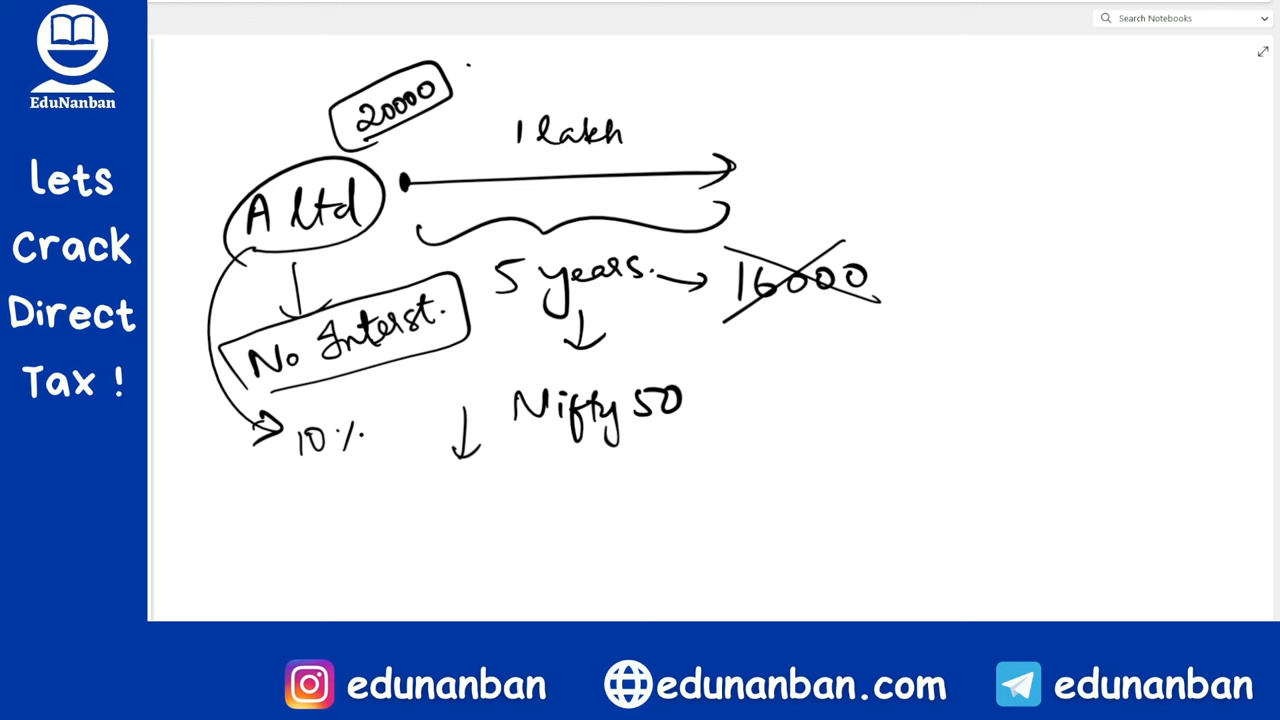 Search Notebooks
EduNanban
Lets
Crack
Direct
Tax !
20000
1 lakh
A ltd
5 years.
16000
No Interst.
Nifty 50
10 %
edunanban
edunanban.com
edunanban